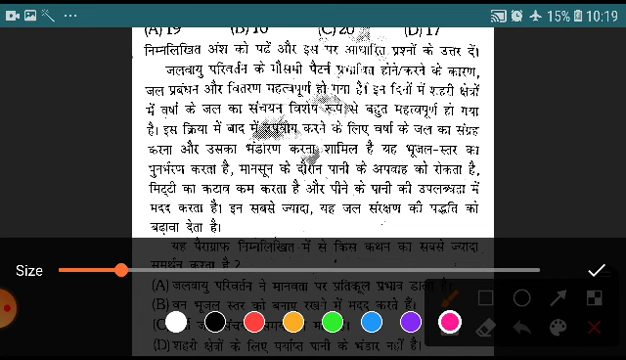 15% 10:19
(A) 19 (B) 16 (C) 20 (D) 17
निम्नलिखित अंश को पढें और इस पर आधारित प्रश्नों के उत्तर दें।
जलवायु परिवर्तन के मौसमी पैटर्न प्रभावित होने/करने के कारण,
जल प्रबंधन और वितरण महत्वपूर्ण हो गया है। इन दिनों में शहरी क्षेत्रों
में वर्षा के जल का संचयन विशेष रूप से बहुत महत्वपूर्ण हो गया
है। इस क्रिया में बाद में उपयोग करने के लिए वर्षा के जल का संग्रह
करना और उसका भंडारण करना शामिल है यह भूजल-स्तर का
पुनर्भरण करता है, मानसून के दौरान पानी के अपवाह को रोकता है,
मिट्टी का कटाव कम करता है और पीने के पानी की उपलब्धता में
मदद करता है। इन सबसे ज्यादा, यह जल संरक्षण की पद्धति को
बढ़ावा देता है।
यह पैराग्राफ निम्नलिखित में से किस कथन का सबसे ज्यादा
Size
समर्थन करता है ?
(A) जलवायु परिवर्तन ने मानवता पर प्रतिकूल प्रभाव डाला है।
(B) वन भूजल स्तर को बनाए रखने में मदद करते हैं।
(D) शहरी क्षेत्रों के लिए पर्याप्त पानी के भंडार नहीं है।